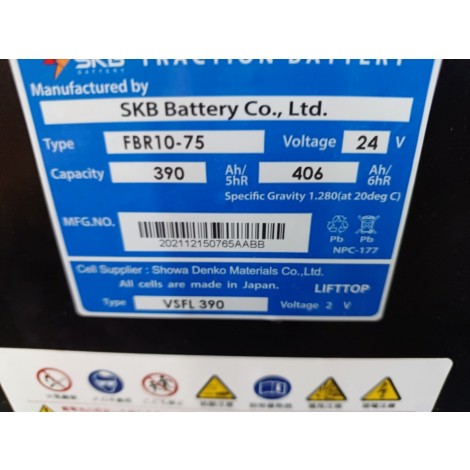 SKB TRACTION BATTERY
BATTERY
Manufactured by
SKB Battery Co., Ltd.
Type FBR10-75 Voltage 24 V
Capacity 390 Ah/5HR 406 Ah/6HR
Specific Gravity 1.280(at 20deg C)
MFG.NO. 202112150765AABB
Pb Pb
NPC-177
Cell Supplier : Showa Denko Materials Co.,Ltd.
All cells are made in Japan. LIFTTOP
Type VSFL 390 Voltage 2 V